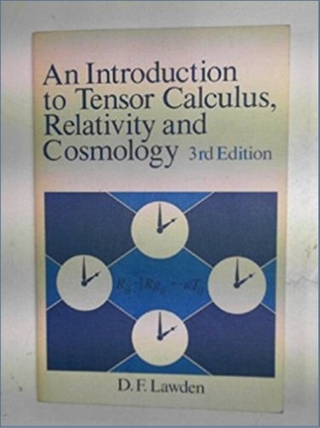 An Introduction
to Tensor Calculus,
Relativity and
Cosmology 3rd Edition
D. F. Lawden